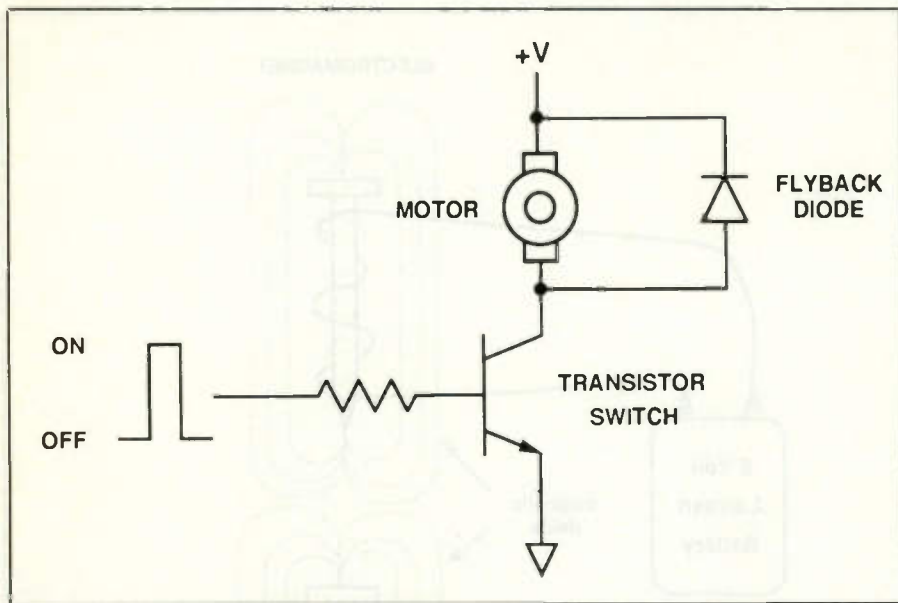 +V
MOTOR
FLYBACK
DIODE
ON
OFF
TRANSISTOR
SWITCH